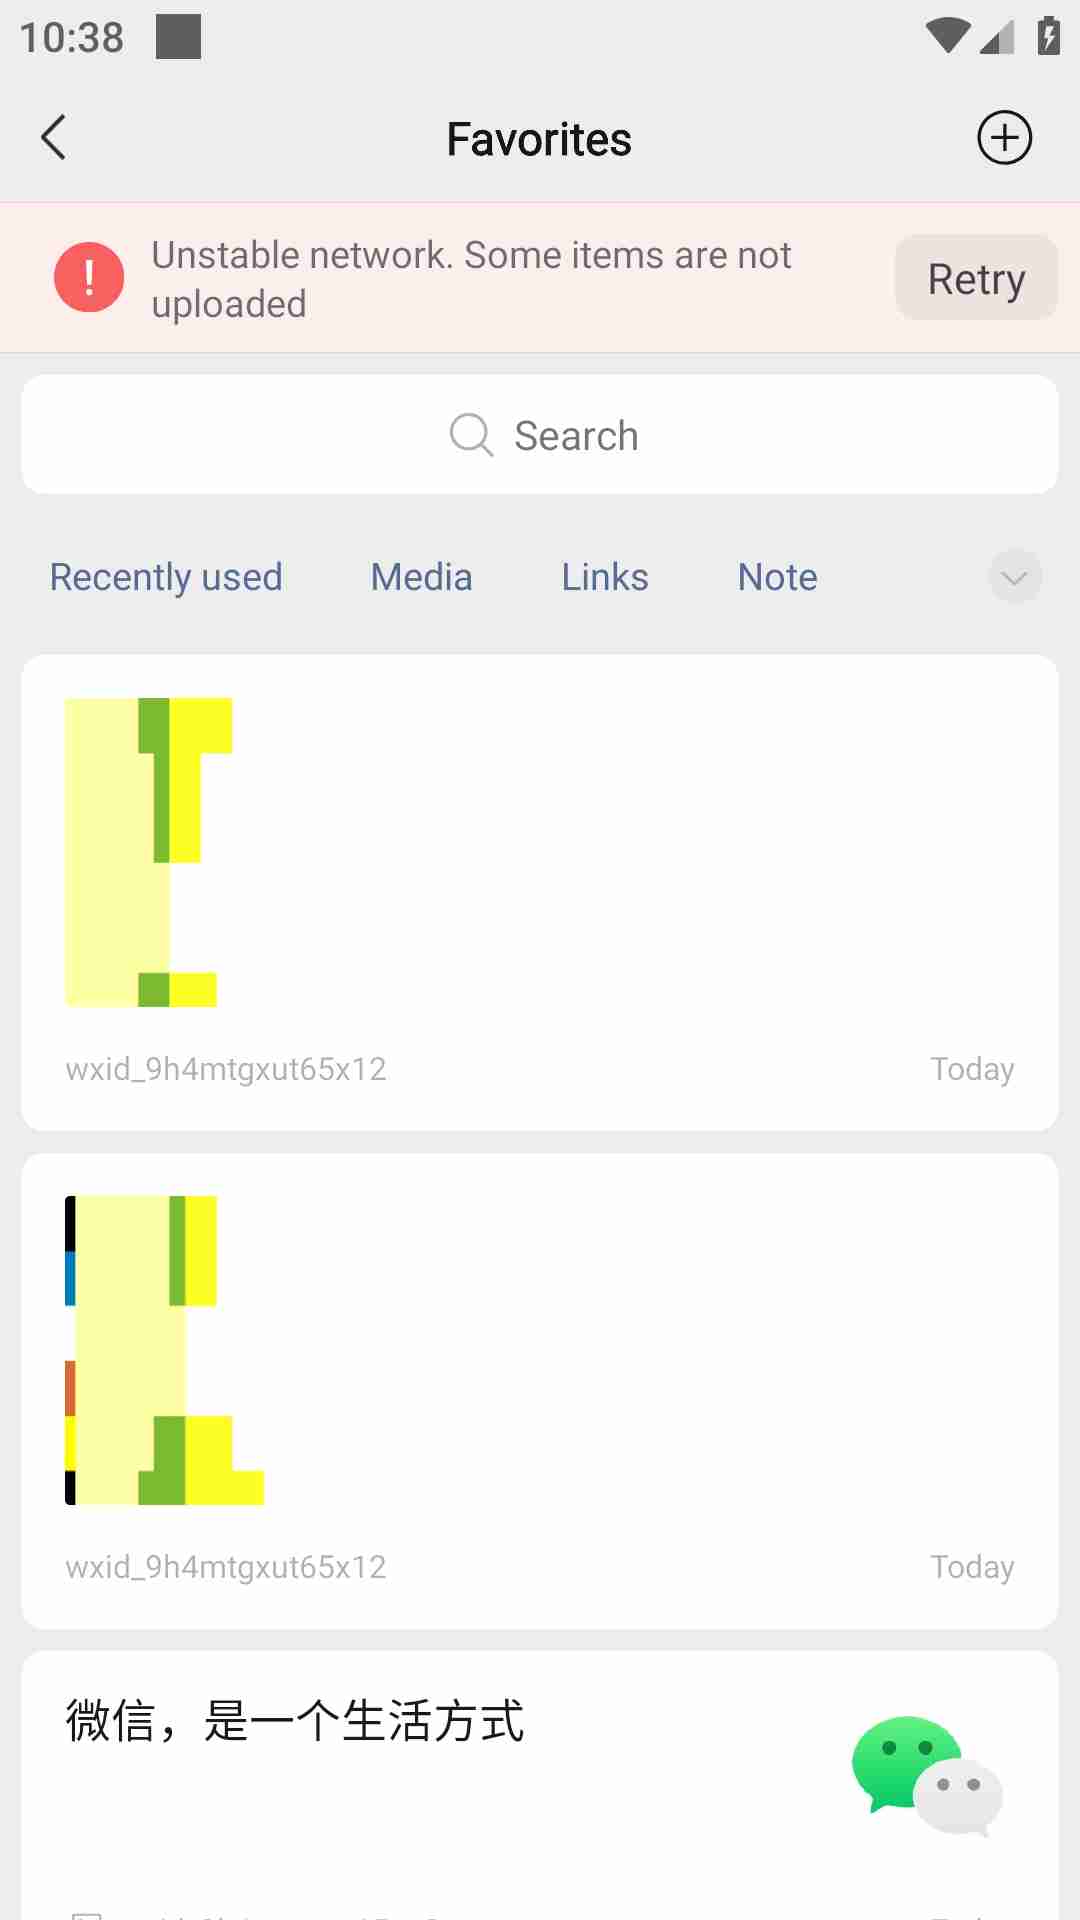 10:38
Favorites
Unstable network. Some items are not
uploaded
Retry
Search
Recently used Media Links Note
wxid_9h4mtgxut65x12 Today
wxid_9h4mtgxut65x12 Today
微信，是一个生活方式